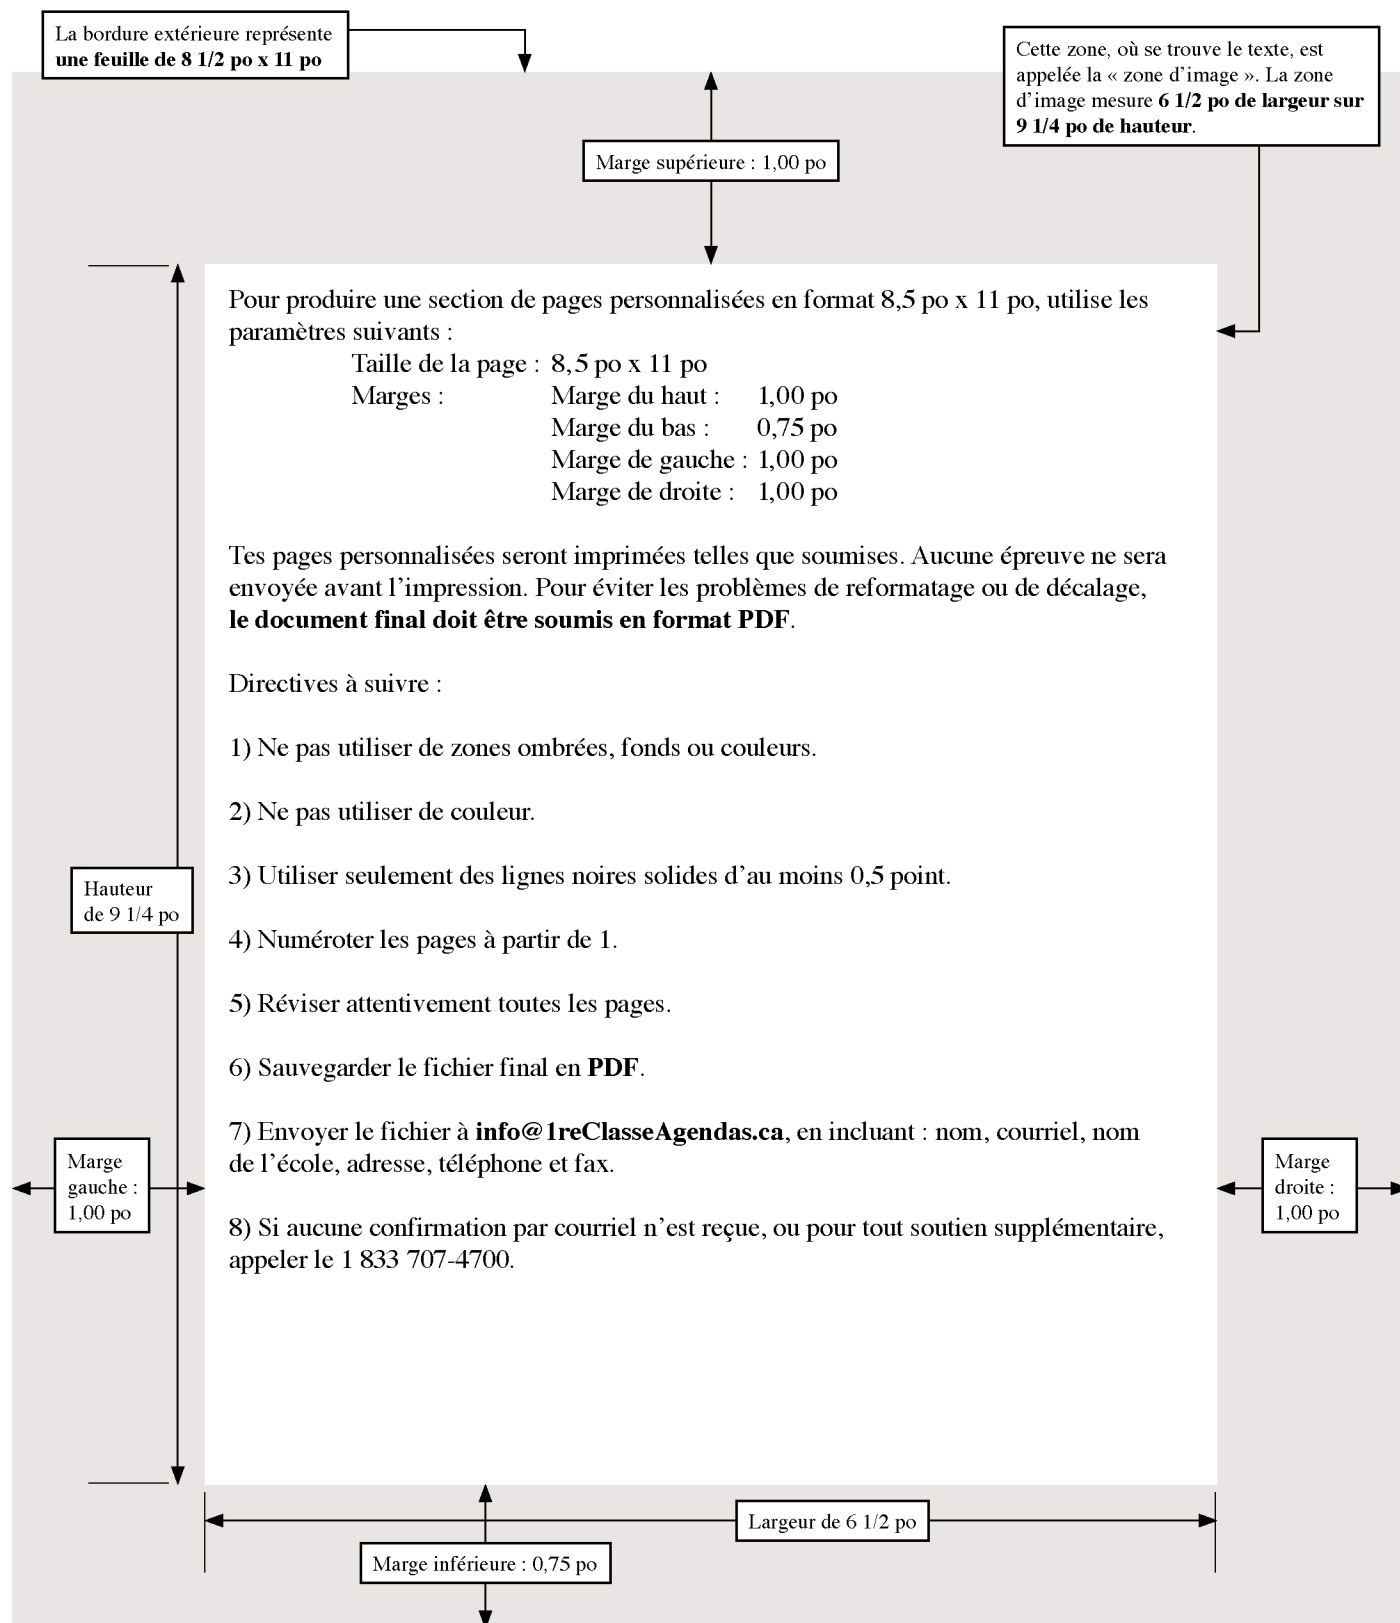 La bordure extérieure représente
une feuille de 8 1/2 po x 11 po
Cette zone, où se trouve le texte, est
appelée la « zone d’image ». La zone
d’image mesure 6 1/2 po de largeur sur
9 1/4 po de hauteur.
Marge supérieure : 1,00 po
Pour produire une section de pages personnalisées en format 8,5 po x 11 po, utilise les
paramètres suivants :
Taille de la page : 8,5 po x 11 po
Marges : Marge du haut : 1,00 po
Marge du bas : 0,75 po
Marge de gauche : 1,00 po
Marge de droite : 1,00 po
Tes pages personnalisées seront imprimées telles que soumises. Aucune épreuve ne sera
envoyée avant l’impression. Pour éviter les problèmes de reformatage ou de décalage,
le document final doit être soumis en format PDF.
Directives à suivre :
1) Ne pas utiliser de zones ombrées, fonds ou couleurs.
2) Ne pas utiliser de couleur.
3) Utiliser seulement des lignes noires solides d’au moins 0,5 point.
Hauteur
de 9 1/4 po
4) Numéroter les pages à partir de 1.
5) Réviser attentivement toutes les pages.
6) Sauvegarder le fichier final en PDF.
7) Envoyer le fichier à info@1reClasseAgendas.ca, en incluant : nom, courriel, nom
de l’école, adresse, téléphone et fax.
Marge
gauche :
1,00 po
Marge
droite :
1,00 po
8) Si aucune confirmation par courriel n’est reçue, ou pour tout soutien supplémentaire,
appeler le 1 833 707-4700.
Largeur de 6 1/2 po
Marge inférieure : 0,75 po